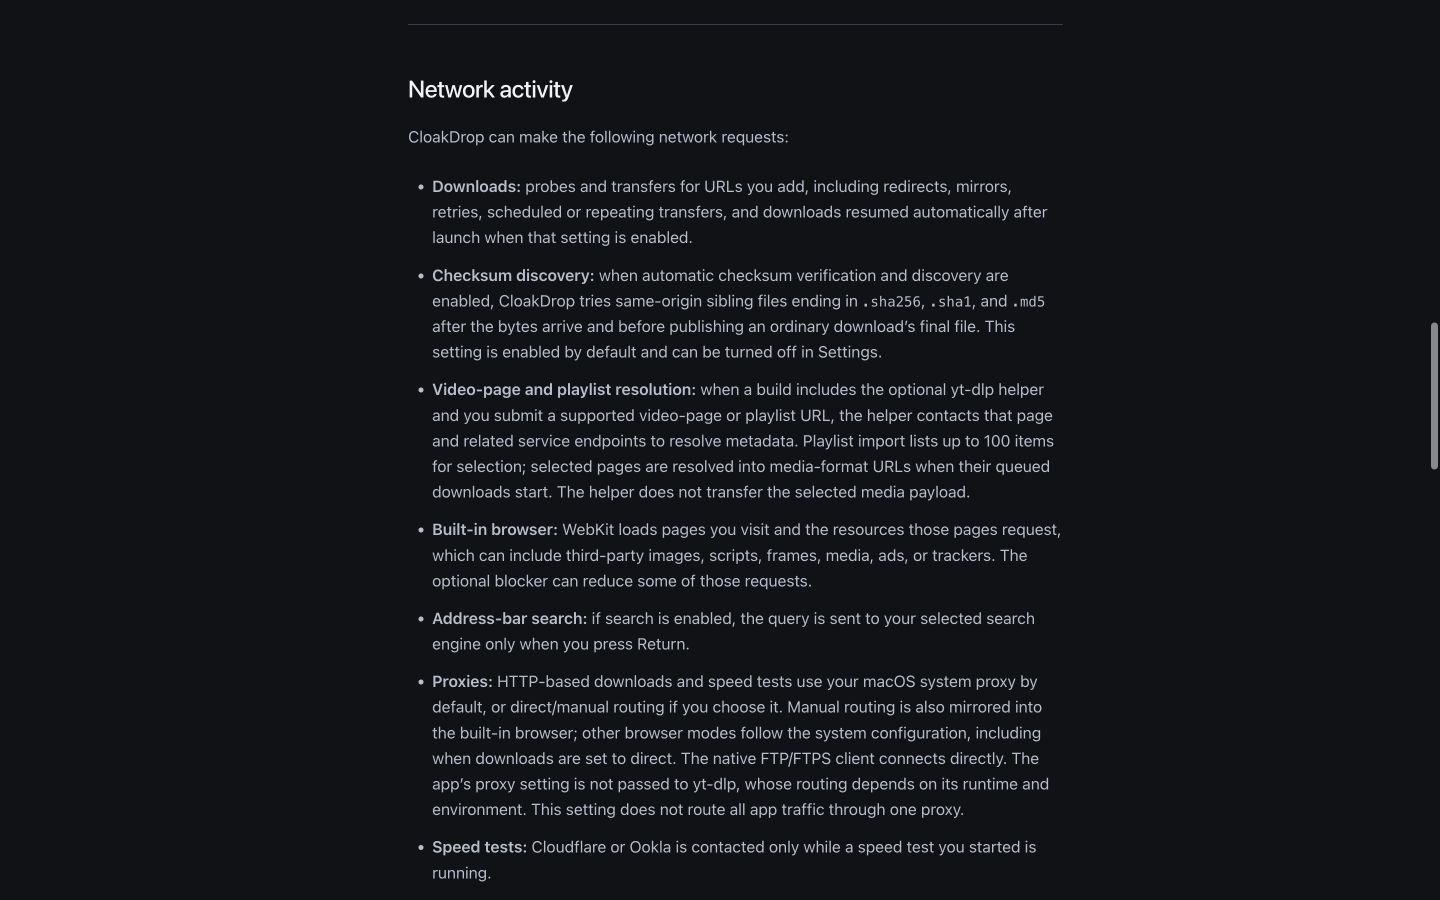 Network activity
CloakDrop can make the following network requests:
• Downloads: probes and transfers for URLs you add, including redirects, mirrors,
retries, scheduled or repeating transfers, and downloads resumed automatically after
launch when that setting is enabled.
• Checksum discovery: when automatic checksum verification and discovery are
enabled, CloakDrop tries same-origin sibling files ending in .sha256, .sha1, and .md5
after the bytes arrive and before publishing an ordinary download’s final file. This
setting is enabled by default and can be turned off in Settings.
• Video-page and playlist resolution: when a build includes the optional yt-dlp helper
and you submit a supported video-page or playlist URL, the helper contacts that page
and related service endpoints to resolve metadata. Playlist import lists up to 100 items
for selection; selected pages are resolved into media-format URLs when their queued
downloads start. The helper does not transfer the selected media payload.
• Built-in browser: WebKit loads pages you visit and the resources those pages request,
which can include third-party images, scripts, frames, media, ads, or trackers. The
optional blocker can reduce some of those requests.
• Address-bar search: if search is enabled, the query is sent to your selected search
engine only when you press Return.
• Proxies: HTTP-based downloads and speed tests use your macOS system proxy by
default, or direct/manual routing if you choose it. Manual routing is also mirrored into
the built-in browser; other browser modes follow the system configuration, including
when downloads are set to direct. The native FTP/FTPS client connects directly. The
app’s proxy setting is not passed to yt-dlp, whose routing depends on its runtime and
environment. This setting does not route all app traffic through one proxy.
• Speed tests: Cloudflare or Ookla is contacted only while a speed test you started is
running.